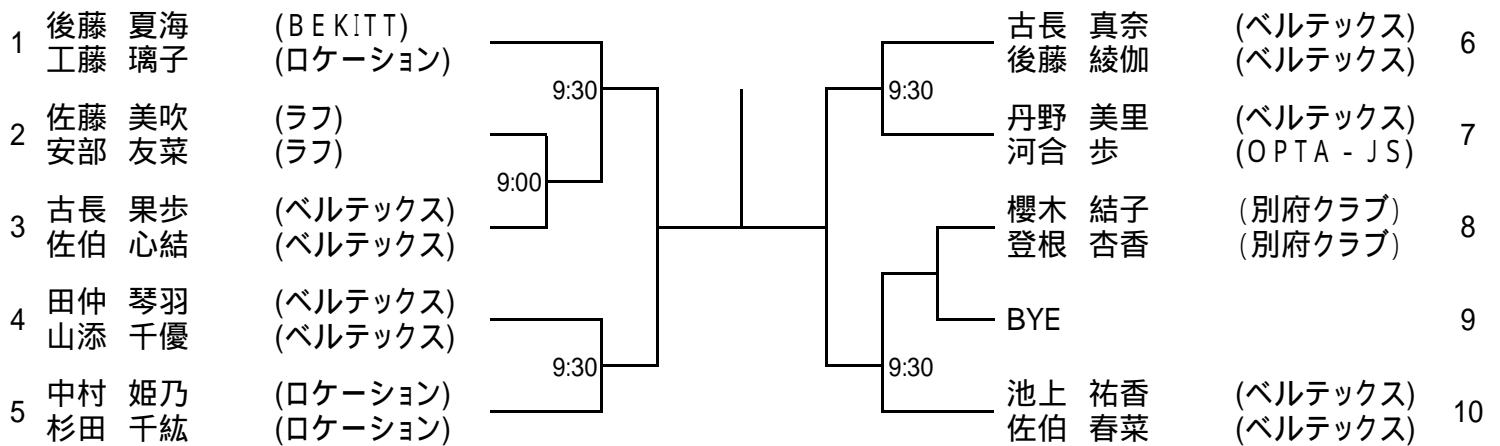 1 後藤 夏海 (BEKITT)
工藤 璃子 (ロケーション)
9:30
2 佐藤 美吹 (ラフ)
安部 友菜 (ラフ)
9:00
3 古長 果歩 (ベルテックス)
佐伯 心結 (ベルテックス)
4 田仲 琴羽 (ベルテックス)
山添 千優 (ベルテックス)
9:30
5 中村 姫乃 (ロケーション)
杉田 千紘 (ロケーション)
古長 真奈 (ベルテックス) 6
後藤 綾伽 (ベルテックス)
9:30
丹野 美里 (ベルテックス) 7
河合 歩 (OPTA-JS)
櫻木 結子 (別府クラブ) 8
登根 杏香 (別府クラブ)
BYE 9
9:30
池上 祐香 (ベルテックス) 10
佐伯 春菜 (ベルテックス)